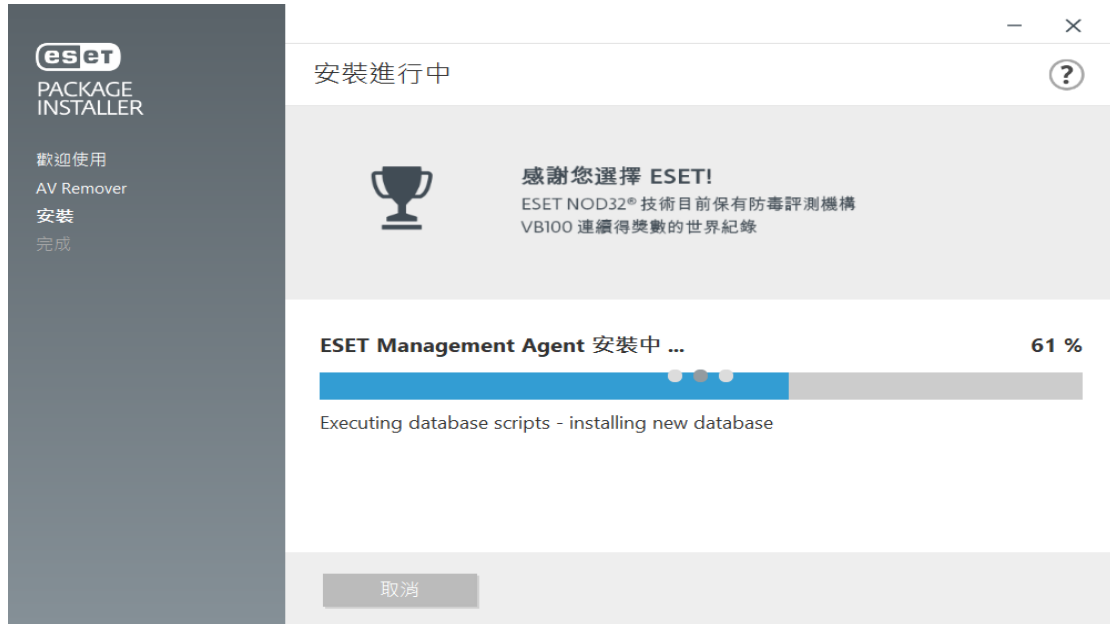 eset
PACKAGE
INSTALLER
歡迎使用
AV Remover
安裝
完成
安裝進行中
?
感謝您選擇 ESET!
ESET NOD32® 技術目前保有防毒評測機構
VB100 連續得獎數的世界紀錄
ESET Management Agent 安裝中 ...
61 %
Executing database scripts - installing new database
取消